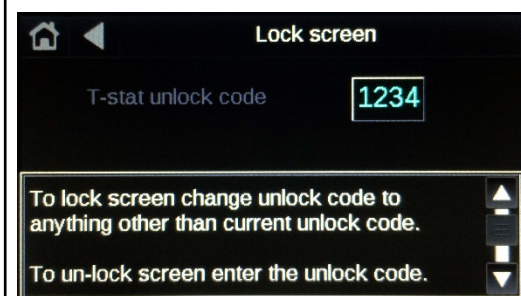 Lock screen
T-stat unlock code 1234
To lock screen change unlock code to
anything other than current unlock code.
To un-lock screen enter the unlock code.